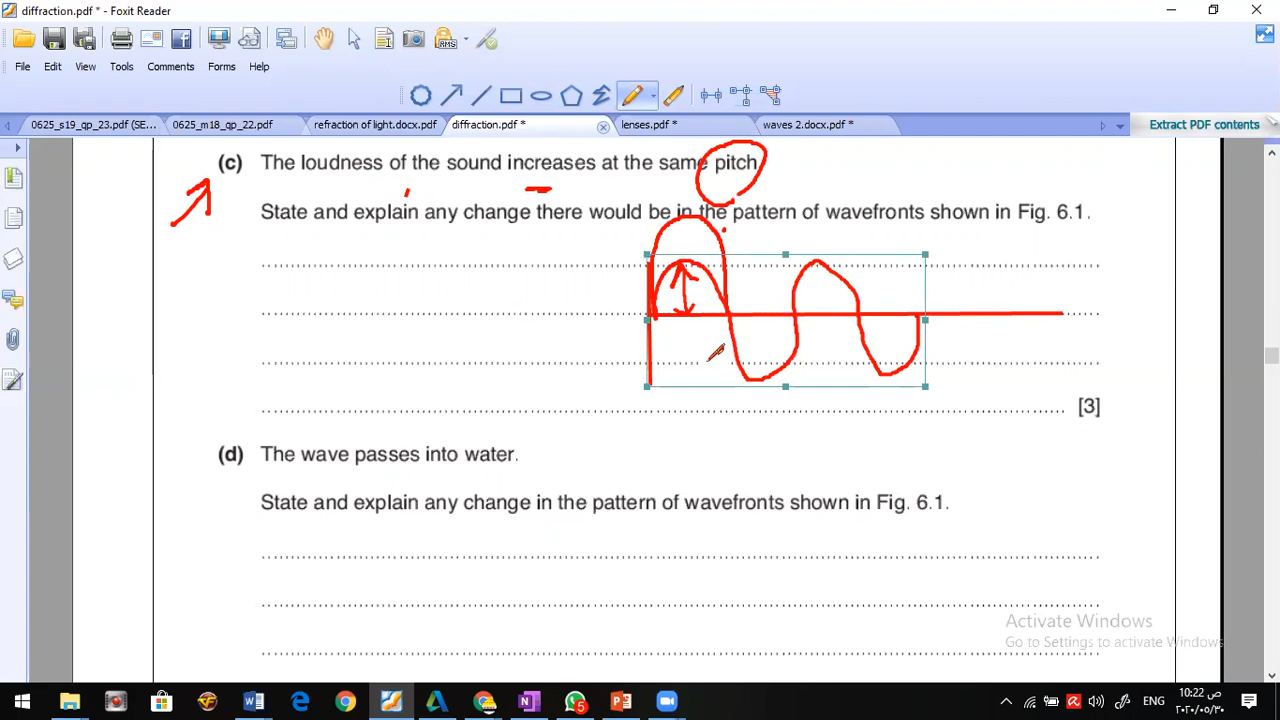 diffraction.pdf * - Foxit Reader
File Edit View Tools Comments Forms Help
0625_s19_qp_23.pdf (SE... 0625_m18_qp_22.pdf refraction of light.docx.pdf diffraction.pdf * lenses.pdf * waves 2.docx.pdf * Extract PDF contents
(c) The loudness of the sound increases at the same pitch
State and explain any change there would be in the pattern of wavefronts shown in Fig. 6.1.
[3]
(d) The wave passes into water.
State and explain any change in the pattern of wavefronts shown in Fig. 6.1.
Activate Windows
Go to Settings to activate Windows.
5
ENG
10:22 ص
٢٠٢٠/٠٥/٣٠